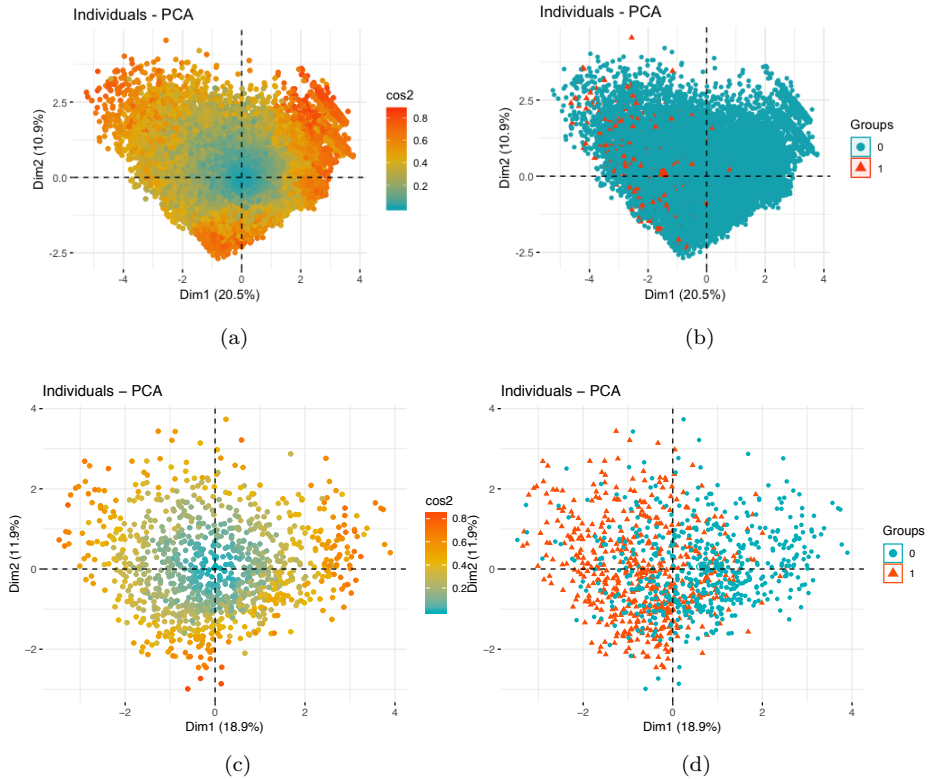 Individuals - PCA
2.5
0.0
-2.5
Dim2 (10.9%)
-4
-2
0
2
4
Dim1 (20.5%)
cos2
0.8
0.6
0.4
0.2
(a)
Individuals - PCA
2.5
0.0
-2.5
Dim2 (10.9%)
-4
-2
0
2
4
Dim1 (20.5%)
Groups
0
1
(b)
Individuals − PCA
4
2
0
−2
Dim2 (11.9%)
−2
0
2
4
Dim1 (18.9%)
cos2
0.8
0.6
0.4
0.2
(c)
Individuals − PCA
4
2
0
−2
Dim2 (11.9%)
−2
0
2
4
Dim1 (18.9%)
Groups
0
1
(d)